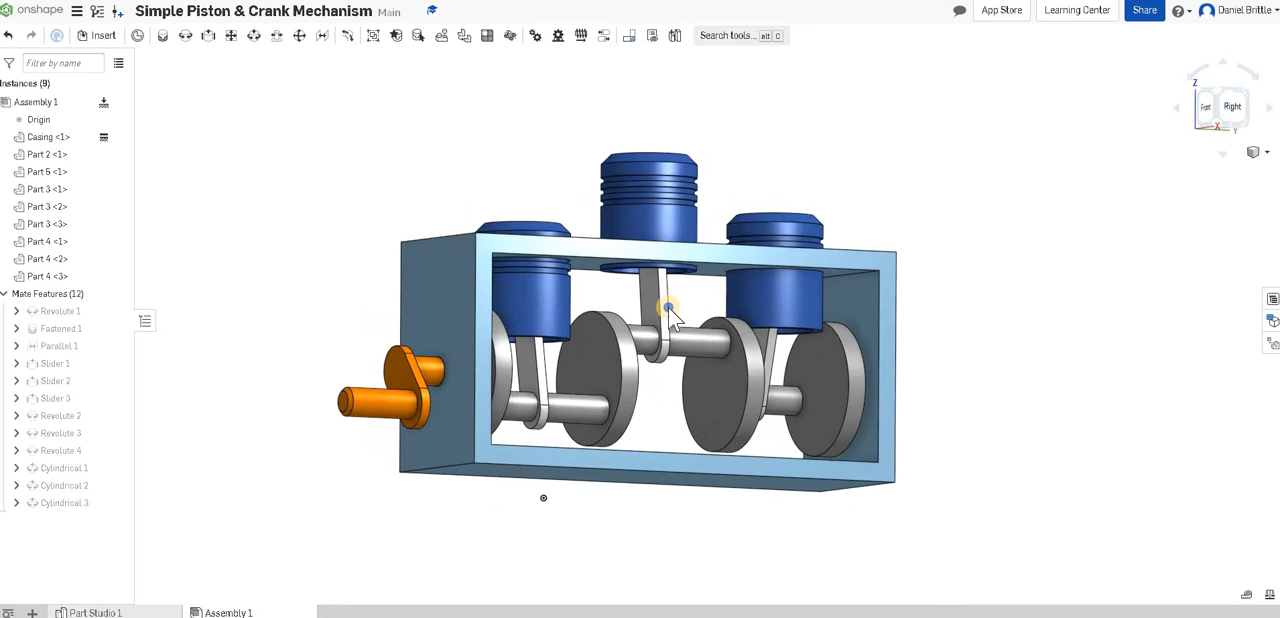 onshape Simple Piston & Crank Mechanism Main App Store Learning Center Share Daniel Brittle
Insert Search tools... alt C
Filter by name
Instances (9)
Assembly 1
Origin
Casing <1>
Part 2 <1>
Part 5 <1>
Part 3 <1>
Part 3 <2>
Part 3 <3>
Part 4 <1>
Part 4 <2>
Part 4 <3>
Mate Features (12)
Revolute 1
Fastened 1
Parallel 1
Slider 1
Slider 2
Slider 3
Revolute 2
Revolute 3
Revolute 4
Cylindrical 1
Cylindrical 2
Cylindrical 3
Z
Front Right
X
Y
Part Studio 1 Assembly 1